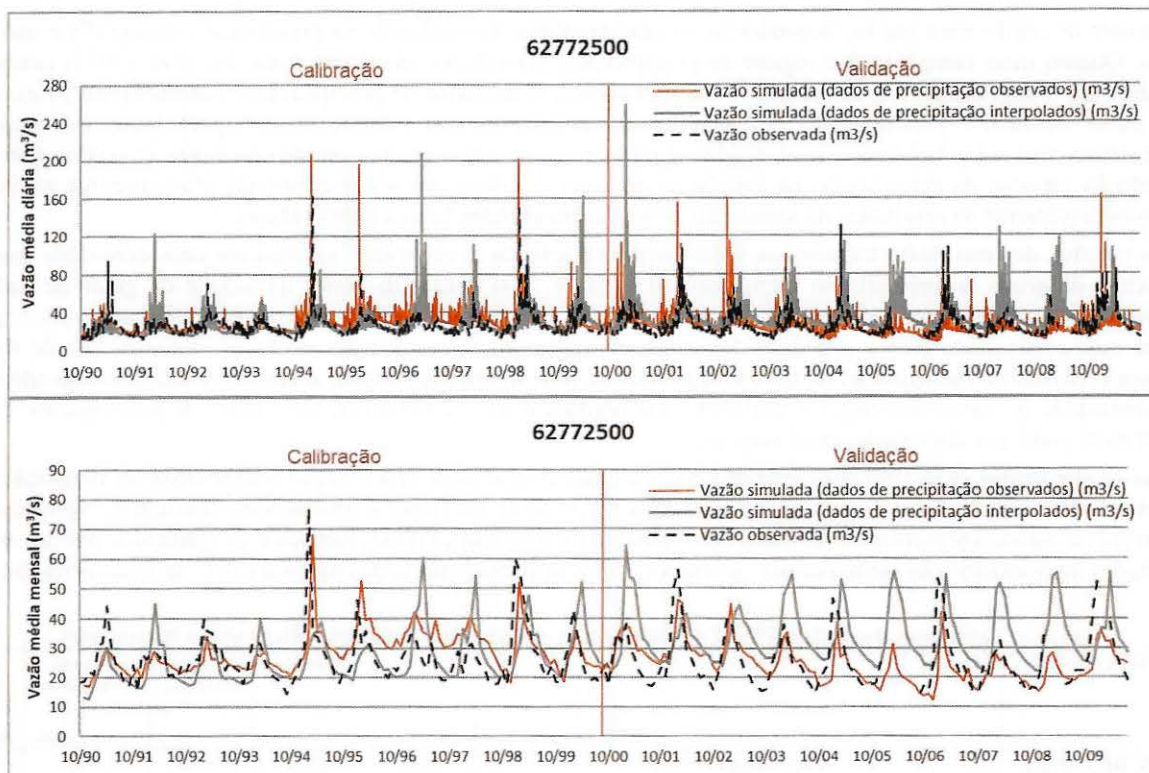 62772500
Calibração
Validação
Vazão simulada (dados de precipitação observados) (m3/s)
Vazão simulada (dados de precipitação interpolados) (m3/s)
Vazão observada (m3/s)
Vazão média diária (m³/s)
280
240
200
160
120
80
40
0
10/90 10/91 10/92 10/93 10/94 10/95 10/96 10/97 10/98 10/99 10/00 10/01 10/02 10/03 10/04 10/05 10/06 10/07 10/08 10/09
62772500
Calibração
Validação
Vazão simulada (dados de precipitação observados) (m3/s)
Vazão simulada (dados de precipitação interpolados) (m3/s)
Vazão observada (m3/s)
Vazão média mensal (m³/s)
90
80
70
60
50
40
30
20
10
0
10/90 10/91 10/92 10/93 10/94 10/95 10/96 10/97 10/98 10/99 10/00 10/01 10/02 10/03 10/04 10/05 10/06 10/07 10/08 10/09